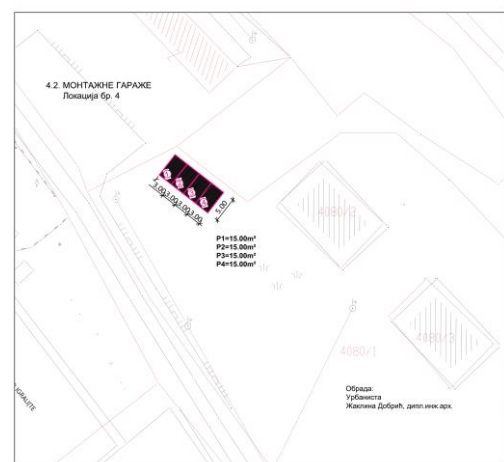 4.2. МОНТАЖНЕ ГАРАЖЕ
Локација бр. 4
3.00 3.00 3.00 3.00
5.00
P1=15.00m²
P2=15.00m²
P3=15.00m²
P4=15.00m²
4080/2
4080/3
4080/1
Обрада:
Урбаниста
Жаклина Добрић, дипл.инж.арх.